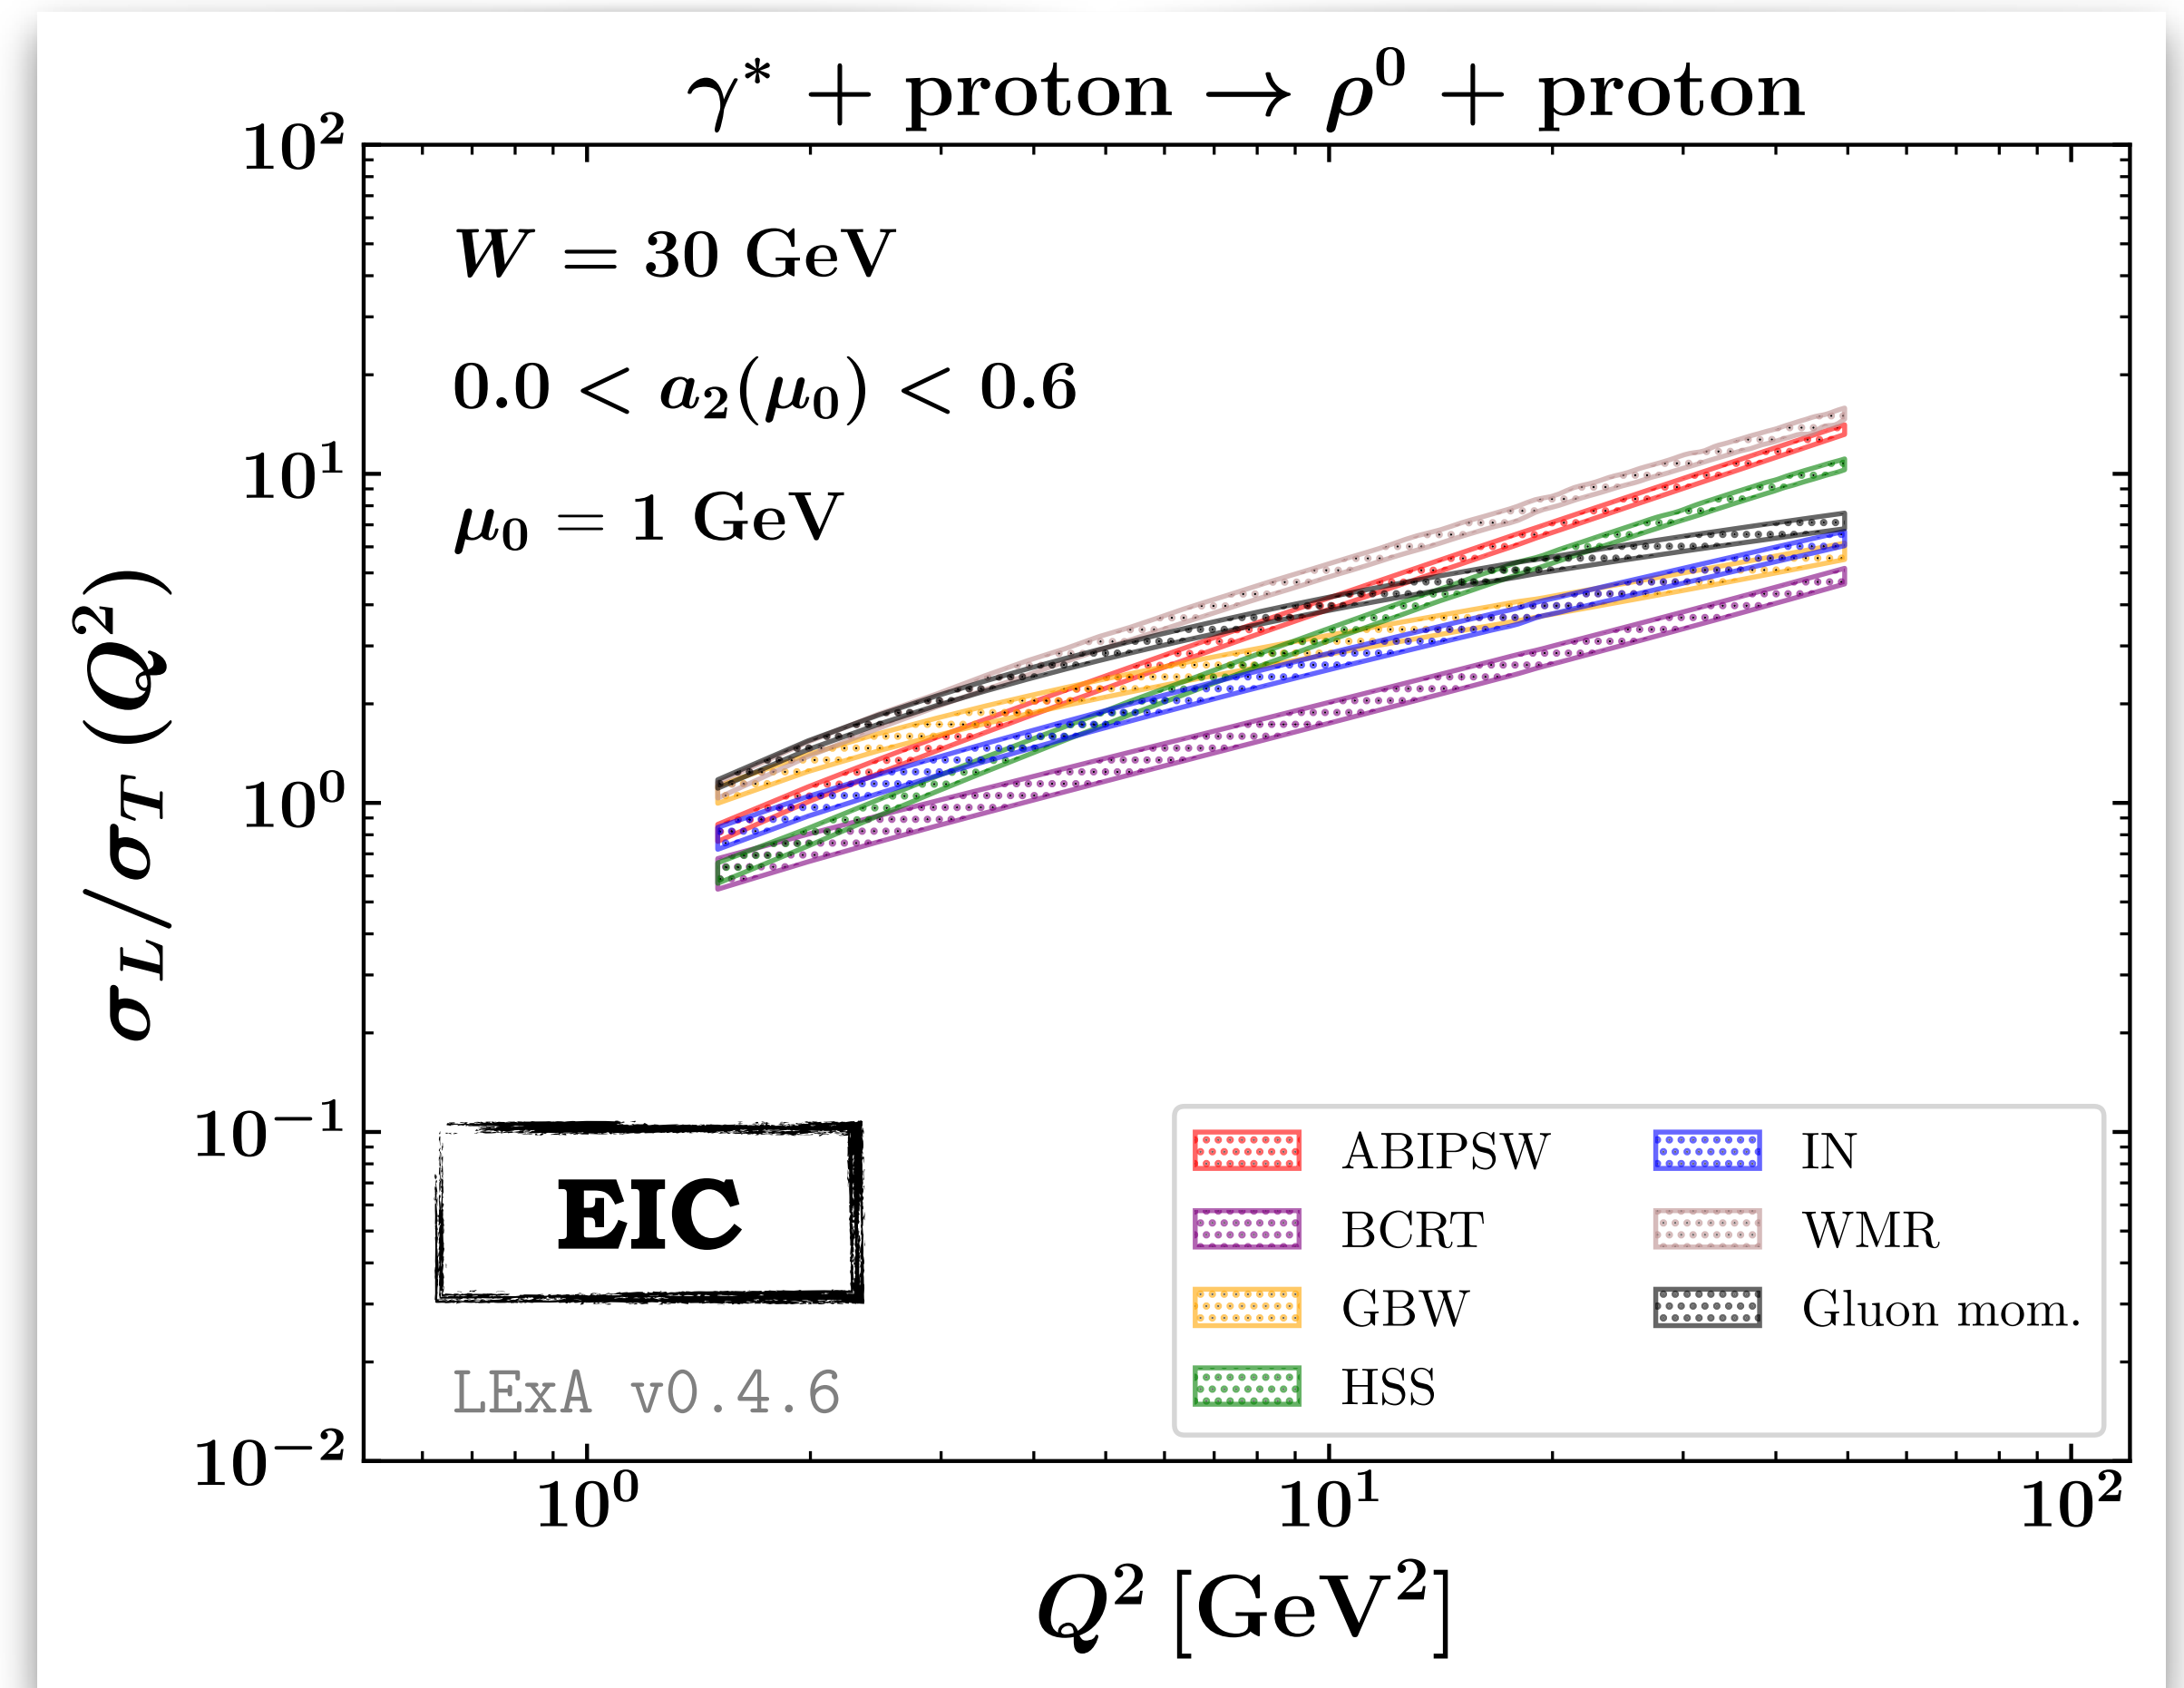 γ* + proton → ρ⁰ + proton
10²
10¹
10⁰
10⁻¹
10⁻²
σ_L/σ_T (Q²)
W = 30 GeV
0.0 < a₂(μ₀) < 0.6
μ₀ = 1 GeV
EIC
LExA v0.4.6
ABIPSW
BCRT
GBW
HSS
IN
WMR
Gluon mom.
10⁰ 10¹ 10²
Q² [GeV²]